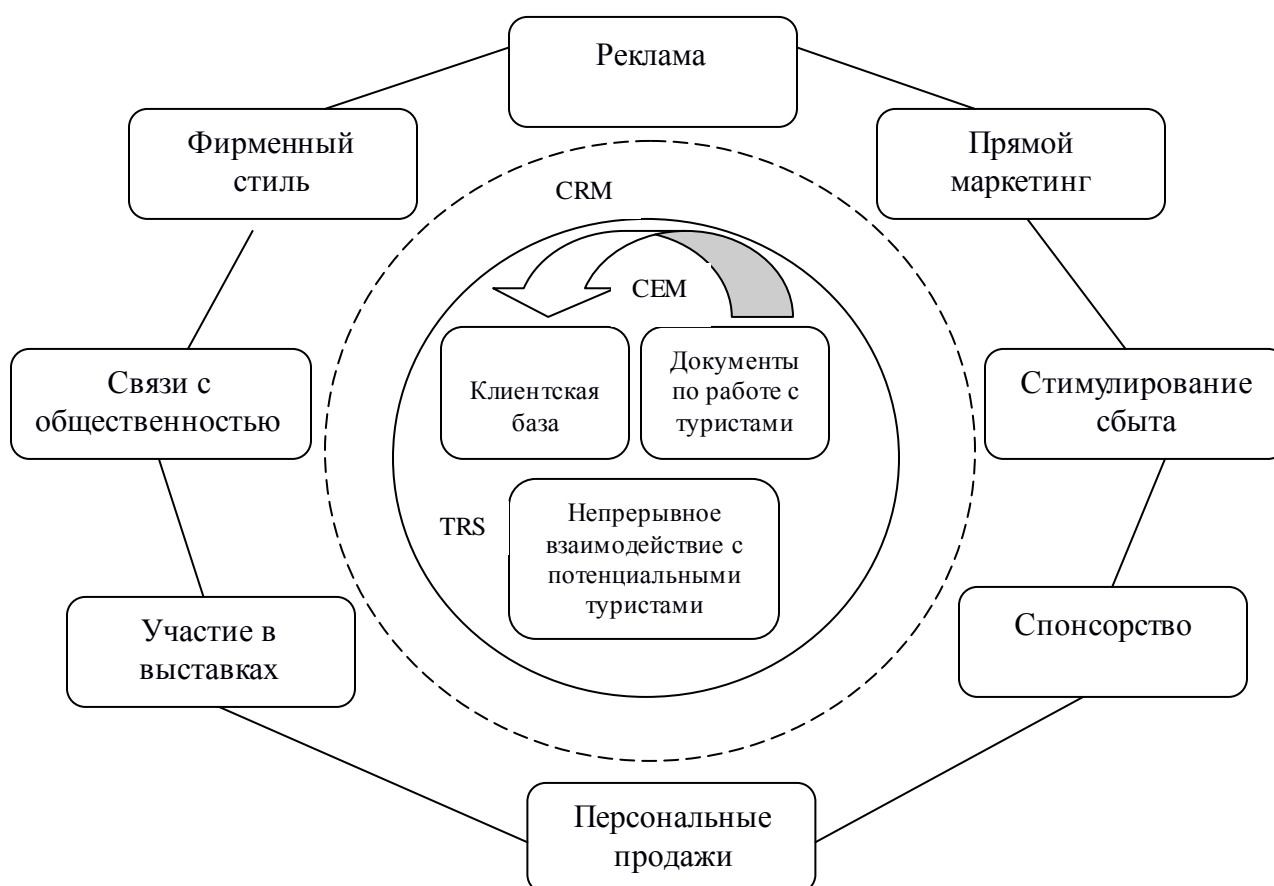 Реклама
Фирменный
стиль
Прямой
маркетинг
CRM
CEM
Клиентская
база
Документы
по работе с
туристами
Связи с
общественностью
Стимулирование
сбыта
TRS
Непрерывное
взаимодействие с
потенциальными
туристами
Участие в
выставках
Спонсорство
Персональные
продажи